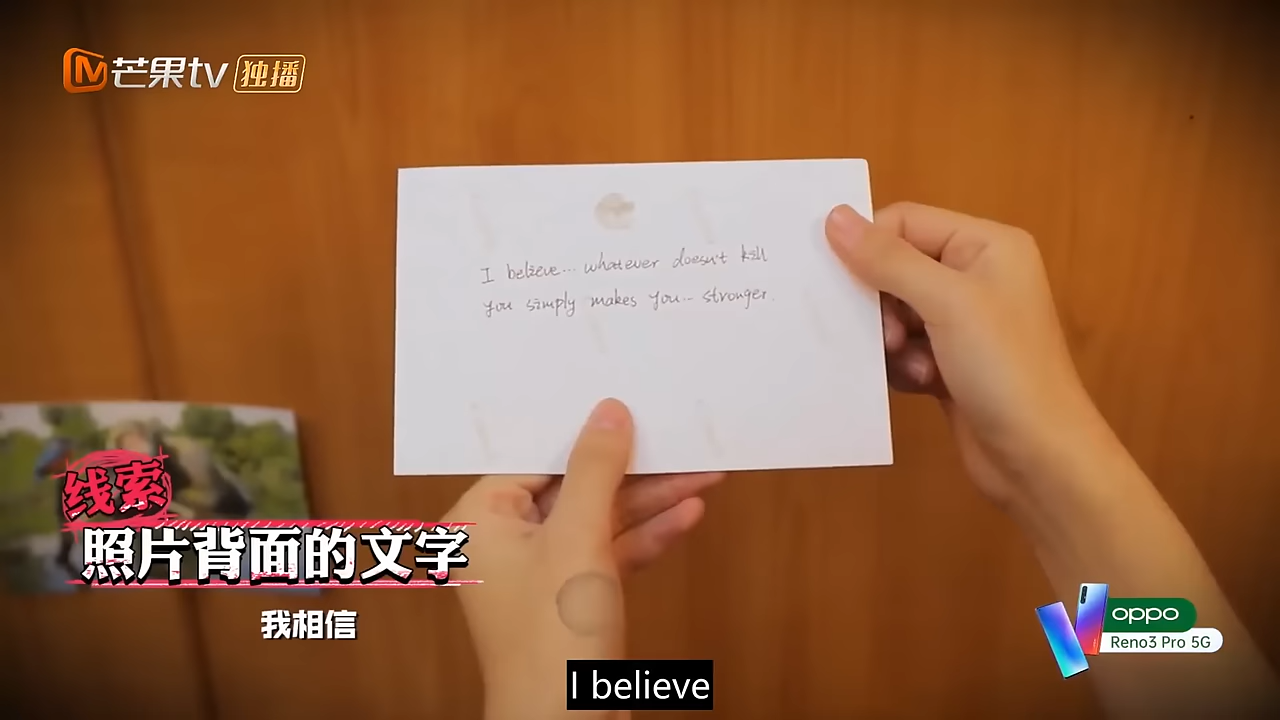 芒果tv 独播
I believe... whatever doesn't kill
you simply makes you... stronger.
线索
照片背面的文字
我相信
I believe
oppo
Reno3 Pro 5G